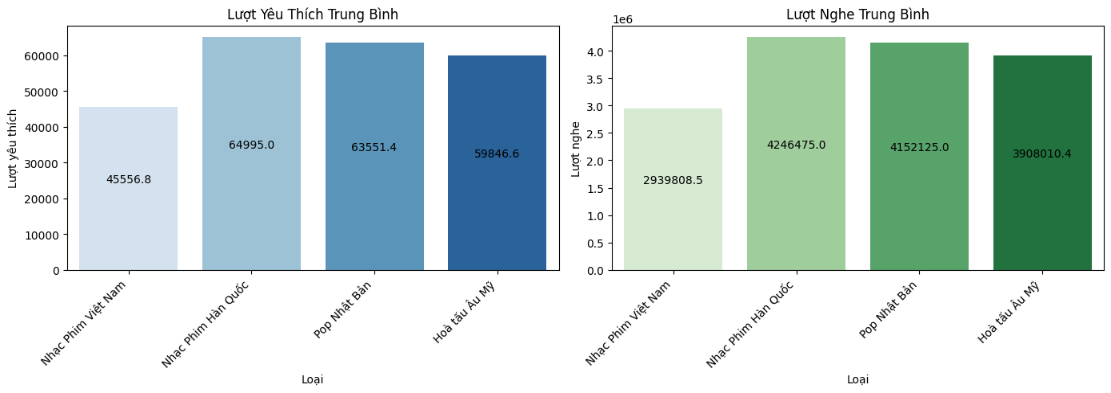 Lượt Yêu Thích Trung Bình
Lượt yêu thích
60000
50000
40000
30000
20000
10000
0
45556.8
64995.0
63551.4
59846.6
Nhạc Phim Việt Nam
Nhạc Phim Hàn Quốc
Pop Nhật Bản
Hoà tấu Âu Mỹ
Loại
Lượt Nghe Trung Bình
1e6
Lượt nghe
4.0
3.5
3.0
2.5
2.0
1.5
1.0
0.5
0.0
2939808.5
4246475.0
4152125.0
3908010.4
Nhạc Phim Việt Nam
Nhạc Phim Hàn Quốc
Pop Nhật Bản
Hoà tấu Âu Mỹ
Loại